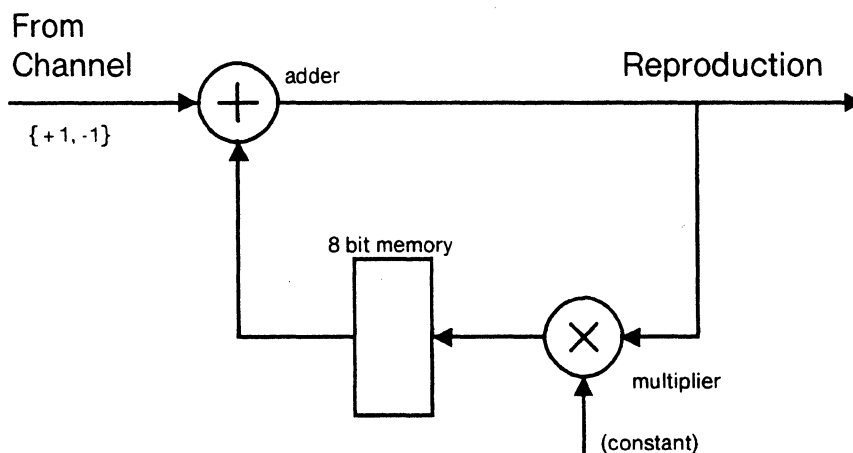 From
Channel
adder
Reproduction
{ + 1, -1}
8 bit memory
multiplier
(constant)